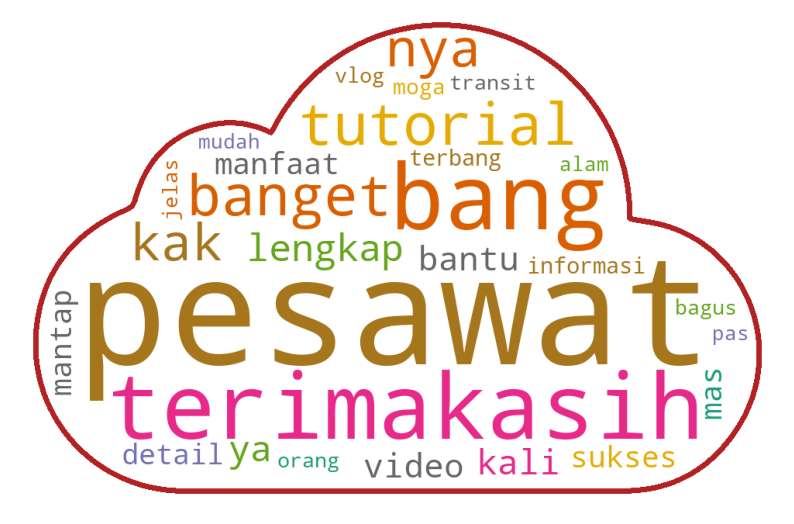 nya
vlog
moga
transit
tutorial
mudah
manfaat
terbang
alam
jelas
banget
bang
kak
lengkap
bantu
informasi
pesawat
mantap
bagus
pas
terimakasih
mas
detail
ya
orang
video
kali
sukses